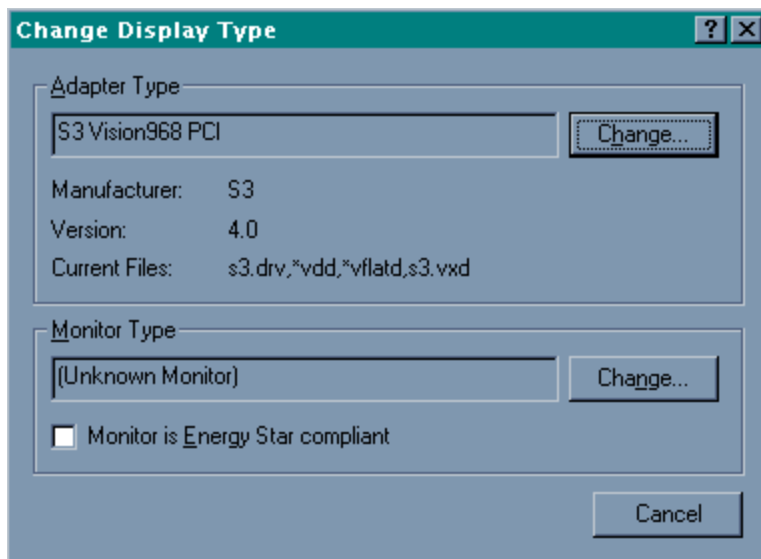 Change Display Type
Adapter Type
S3 Vision968 PCI
Change...
Manufacturer: S3
Version: 4.0
Current Files: s3.drv,*vdd,*vflatd,s3.vxd
Monitor Type
(Unknown Monitor)
Change...
Monitor is Energy Star compliant
Cancel